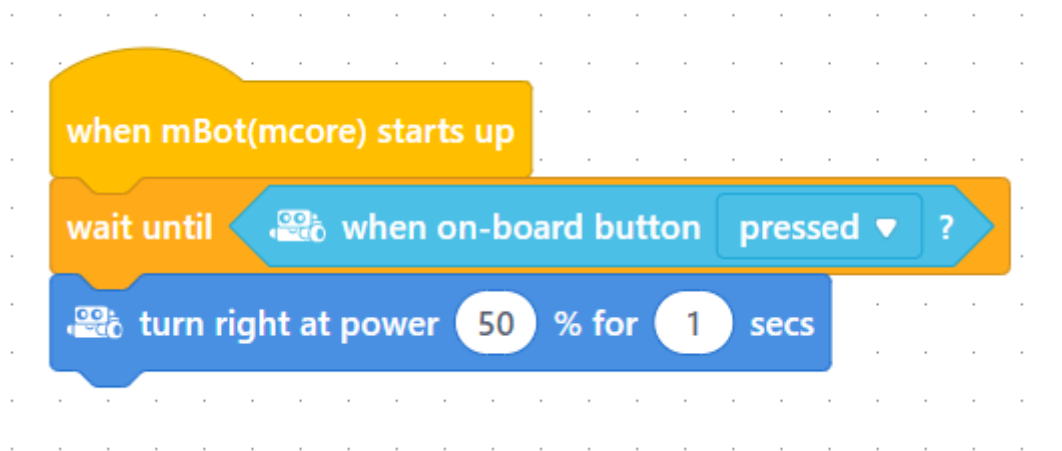 when mBot(mcore) starts up
wait until when on-board button pressed ?
turn right at power 50 % for 1 secs